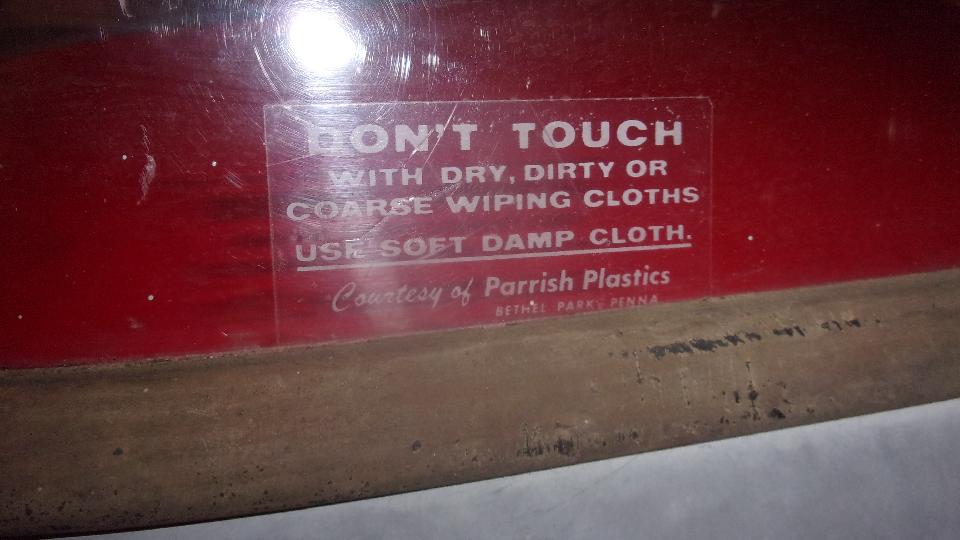 DON'T TOUCH
WITH DRY, DIRTY OR
COARSE WIPING CLOTHS
USE SOFT DAMP CLOTH.
Courtesy of Parrish Plastics
BETHEL PARK, PENNA